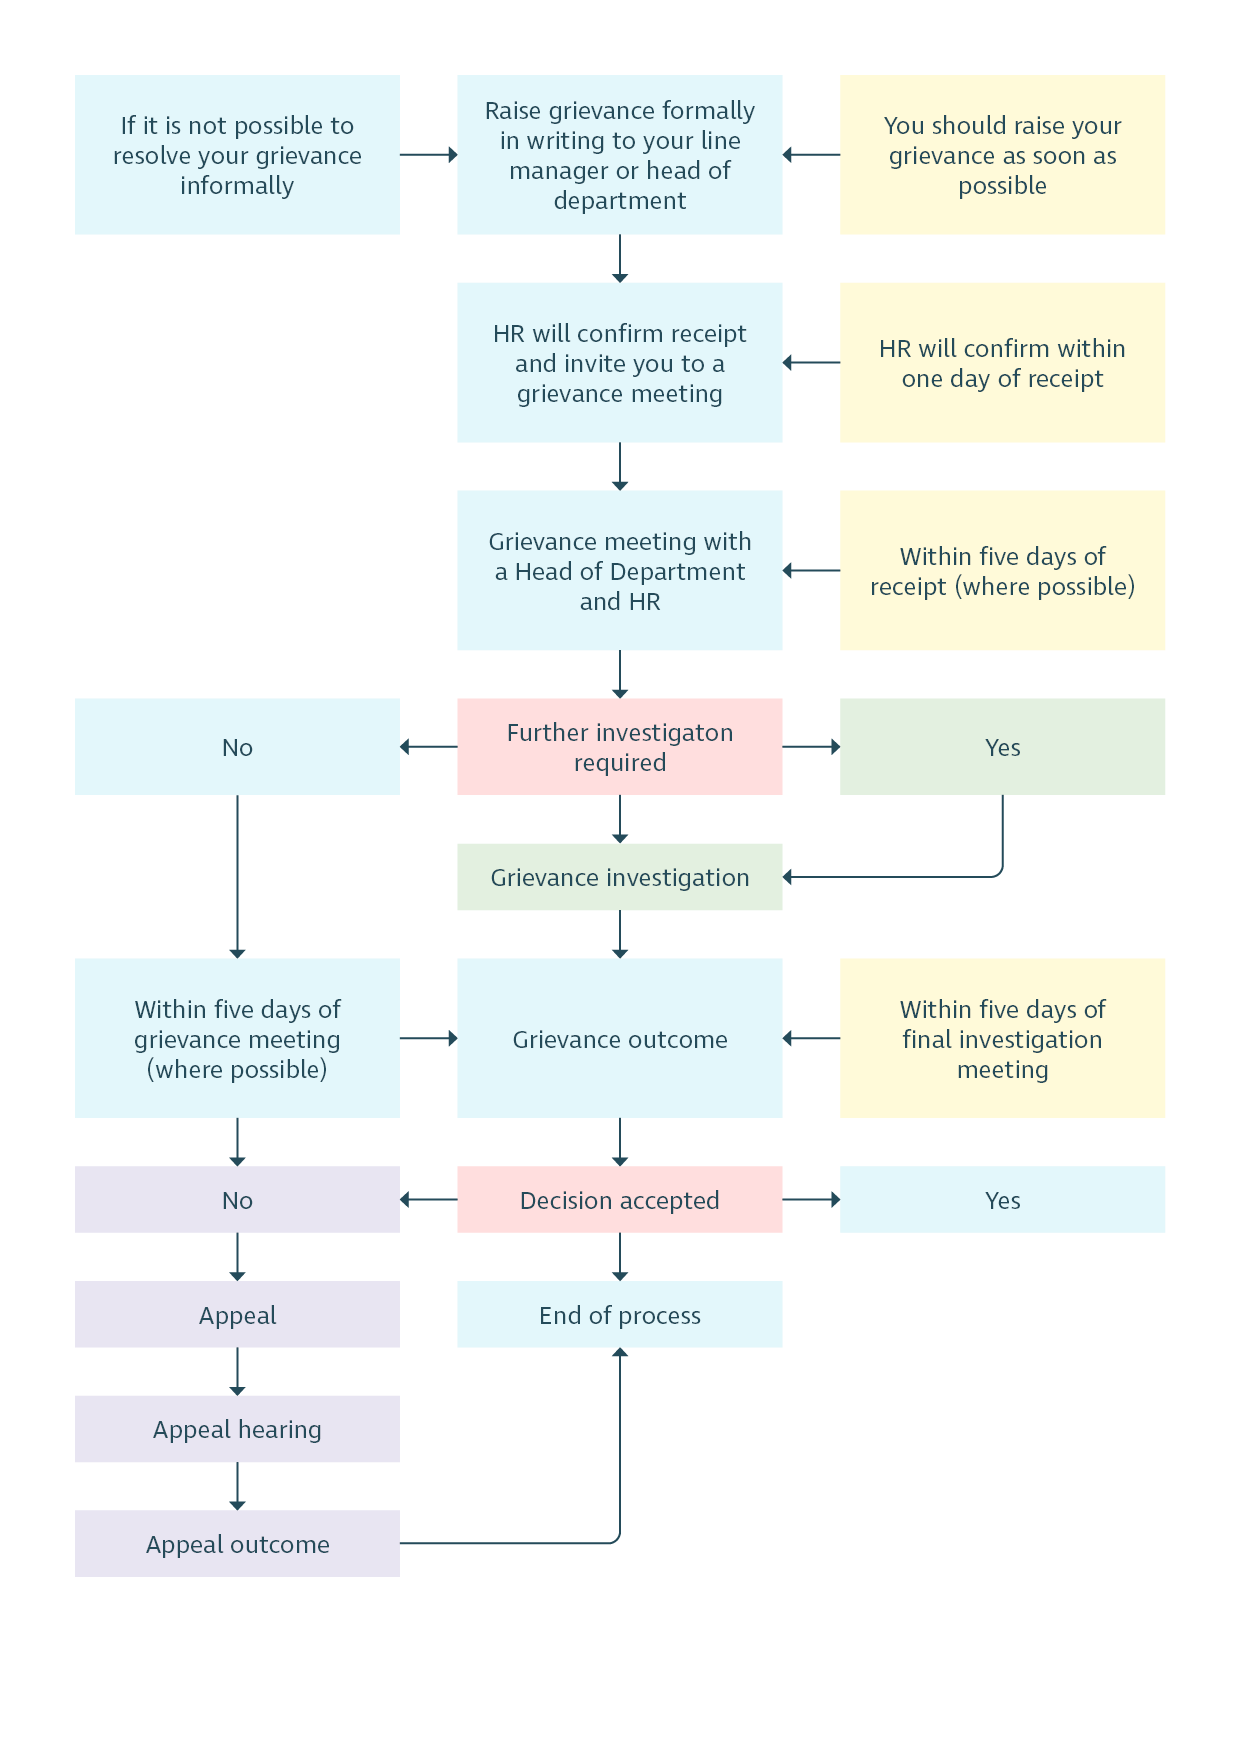 If it is not possible to
resolve your grievance
informally
Raise grievance formally
in writing to your line
manager or head of
department
You should raise your
grievance as soon as
possible
HR will confirm receipt
and invite you to a
grievance meeting
HR will confirm within
one day of receipt
Grievance meeting with
a Head of Department
and HR
Within five days of
receipt (where possible)
No
Further investigaton
required
Yes
Grievance investigation
Within five days of
grievance meeting
(where possible)
Grievance outcome
Within five days of
final investigation
meeting
No
Decision accepted
Yes
Appeal
End of process
Appeal hearing
Appeal outcome